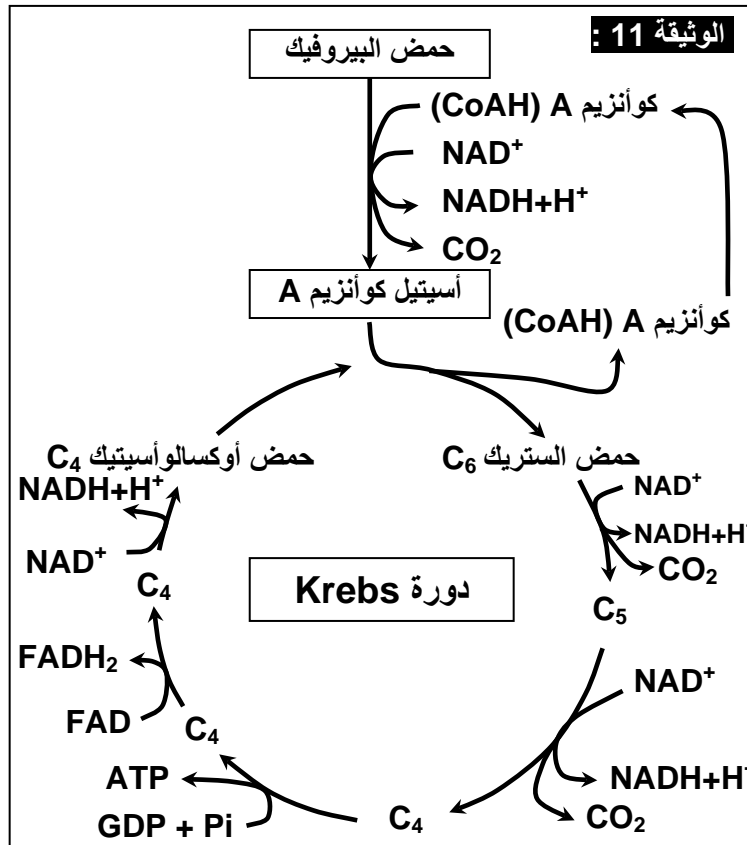 الوثيقة 11 :
حمض البيروفيك
كوأنزيم A (CoAH)
NAD⁺
NADH+H⁺
CO₂
أسيتيل كوأنزيم A
كوأنزيم A (CoAH)
حمض الستريك C₆
حمض أوكسالوأسيتيك C₄
NADH+H⁺
NAD⁺
NAD⁺
NADH+H⁺
CO₂
دورة Krebs
C₄
C₅
FADH₂
FAD
C₄
NAD⁺
NADH+H⁺
CO₂
ATP
GDP + Pi
C₄